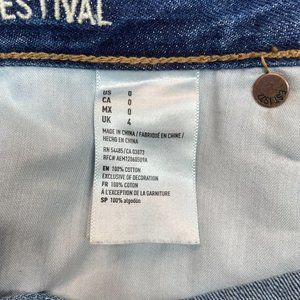 ESTIVAL
US 0
CA 0
MX 0
UK 4
MADE IN CHINA / FABRIQUÉ EN CHINE /
HECHO EN CHINA
RN 54485/CA 03873
EN 100% COTTON
EXCLUSIVE OF DECORATION
FR 100% COTON
À L'EXCEPTION DE LA GARNITURE
SP 100% algodón